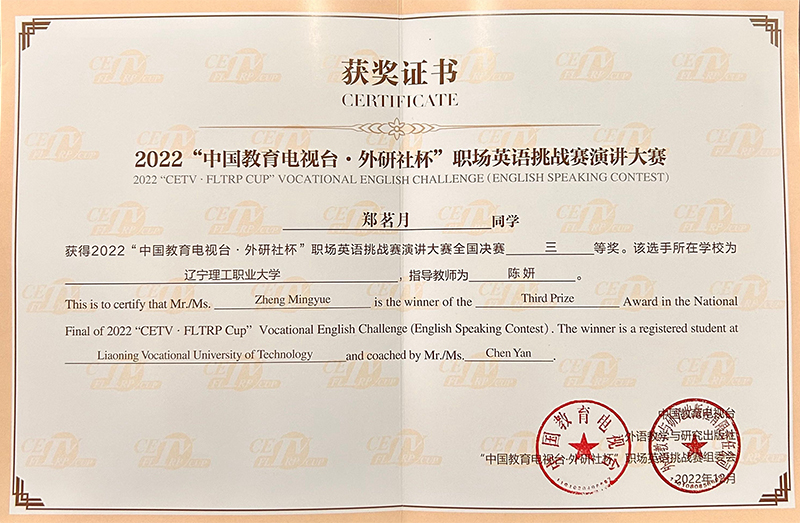 获奖证书
CERTIFICATE
2022“中国教育电视台·外研社杯”职场英语挑战赛演讲大赛
2022 “CETV · FLTRP CUP” VOCATIONAL ENGLISH CHALLENGE (ENGLISH SPEAKING CONTEST)
郑茗月 同学
获得2022“中国教育电视台·外研社杯”职场英语挑战赛演讲大赛全国决赛 三 等奖。该选手所在学校为
辽宁理工职业大学 ，指导教师为 陈妍 。
This is to certify that Mr./Ms. Zheng Mingyue is the winner of the Third Prize Award in the National
Final of 2022 “CETV · FLTRP Cup” Vocational English Challenge (English Speaking Contest). The winner is a registered student at
Liaoning Vocational University of Technology and coached by Mr./Ms. Chen Yan.
中国教育电视台
外语教学与研究出版社
“中国教育电视台·外研社杯”职场英语挑战赛组委会
2022年12月
中国教育电视台
CETV
FLTRP CUP